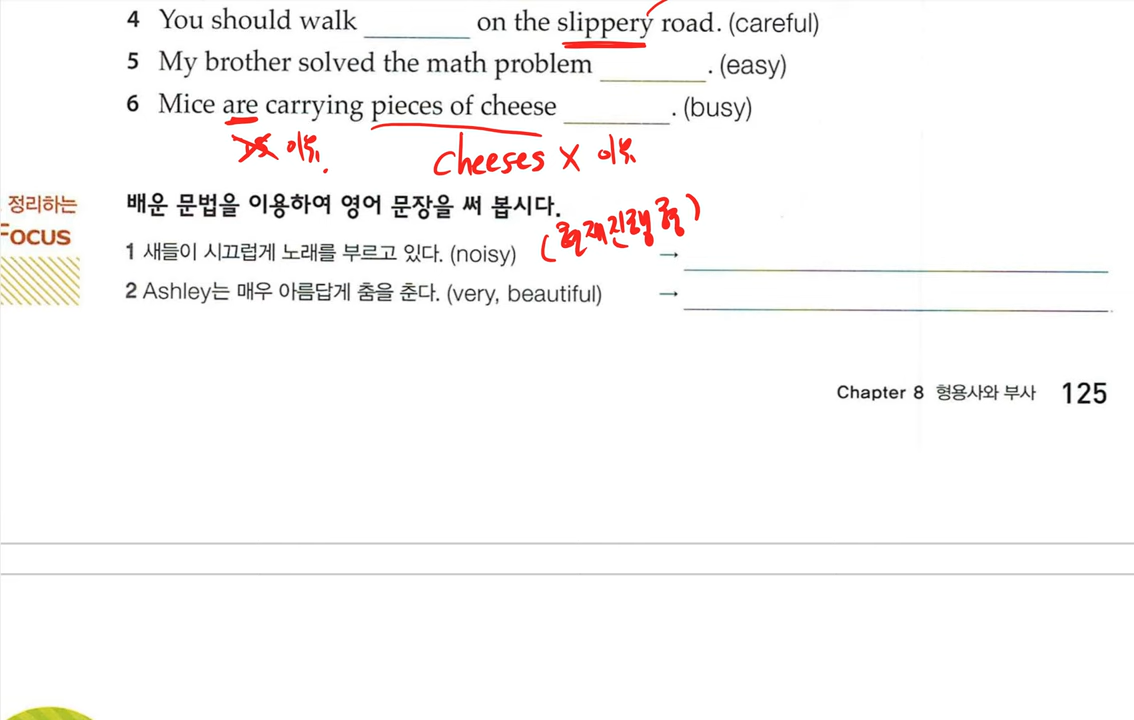 4 You should walk ________ on the slippery road. (careful)
5 My brother solved the math problem ________. (easy)
6 Mice are carrying pieces of cheese ________. (busy)
is 이유.
cheeses X 이유
정리하는
FOCUS
배운 문법을 이용하여 영어 문장을 써 봅시다.
(현재진행형)
1 새들이 시끄럽게 노래를 부르고 있다. (noisy) →
2 Ashley는 매우 아름답게 춤을 춘다. (very, beautiful) →
Chapter 8 형용사와 부사 125